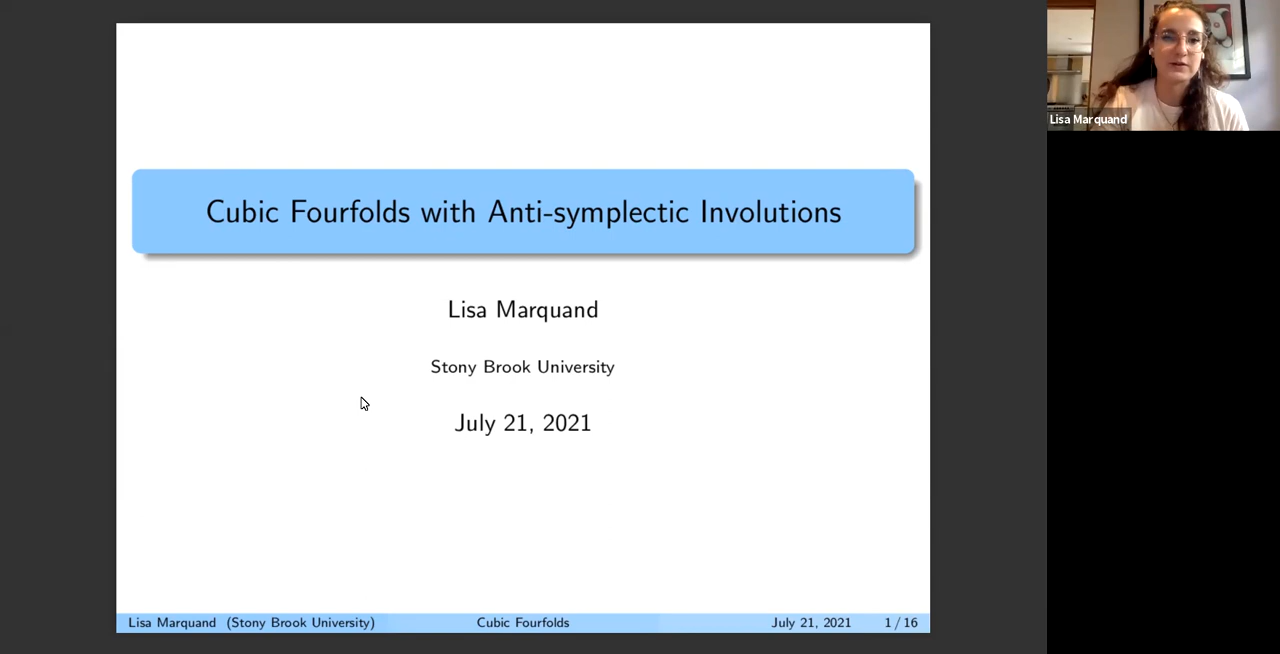 Cubic Fourfolds with Anti-symplectic Involutions
Lisa Marquand
Stony Brook University
July 21, 2021
Lisa Marquand (Stony Brook University) Cubic Fourfolds July 21, 2021 1 / 16
Lisa Marquand